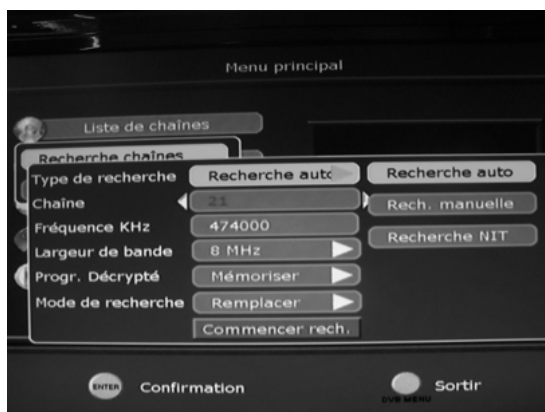 Menu principal
Liste de chaînes
Recherche chaînes
Type de recherche Recherche auto Recherche auto
Chaîne 21 Rech. manuelle
Fréquence KHz 474000
Recherche NIT
Largeur de bande 8 MHz
Progr. Décrypté Mémoriser
Mode de recherche Remplacer
Commencer rech.
ENTER Confirmation Sortir
DVB MENU